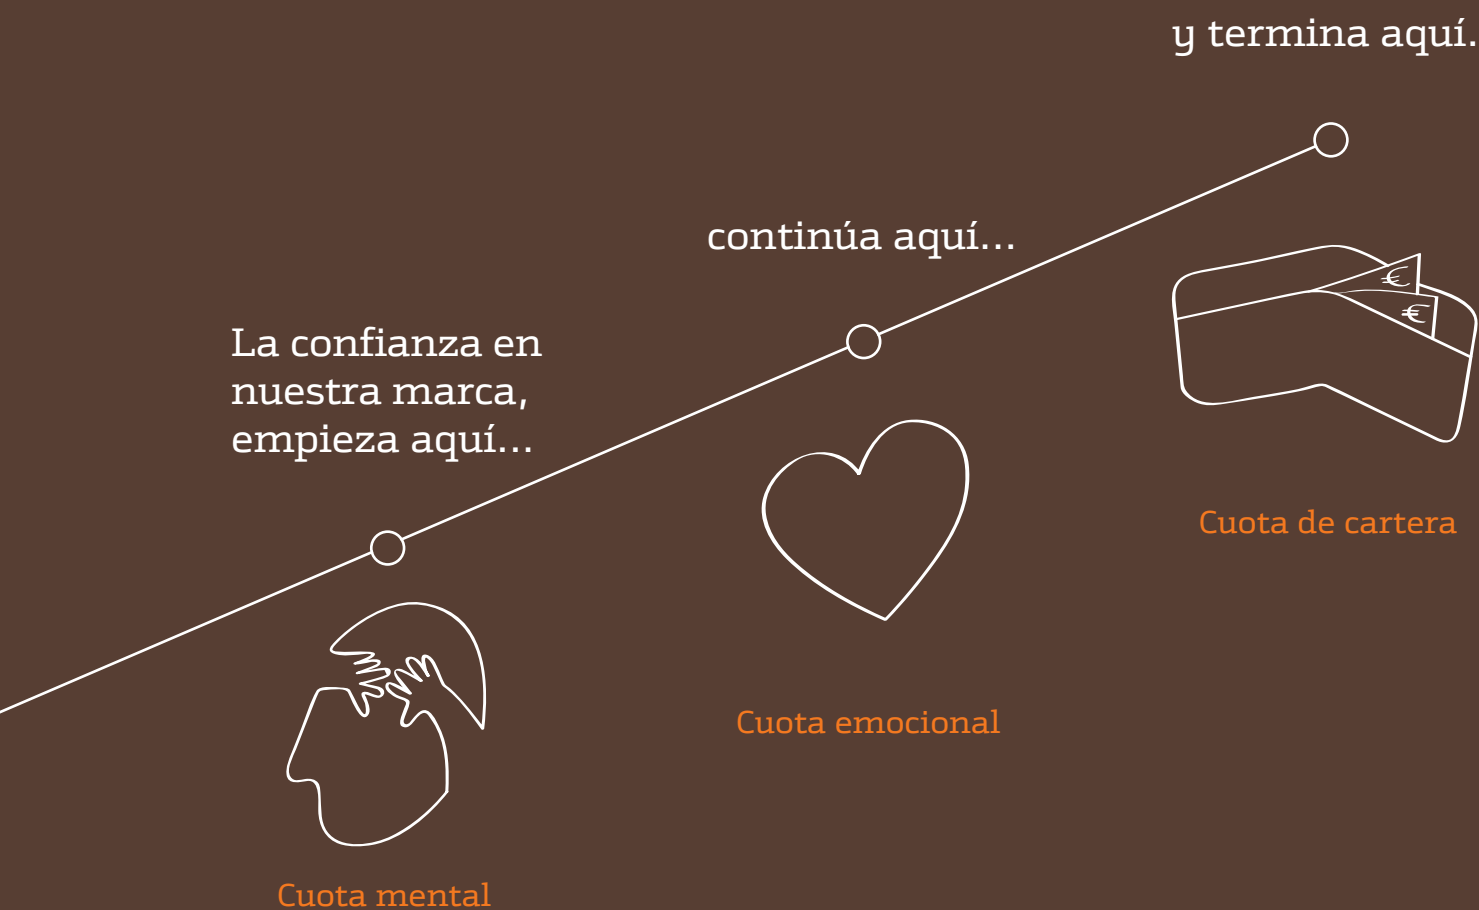 La confianza en
nuestra marca,
empieza aquí...
Cuota mental
continúa aquí...
Cuota emocional
y termina aquí.
€
€
Cuota de cartera